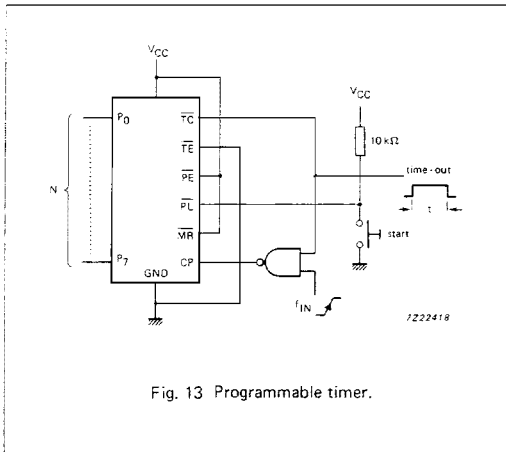 VCC
VCC
P0
TC
10 kΩ
TE
time-out
PE
N
t
PL
start
MR
P7
CP
GND
fIN
7Z22418
Fig. 13 Programmable timer.